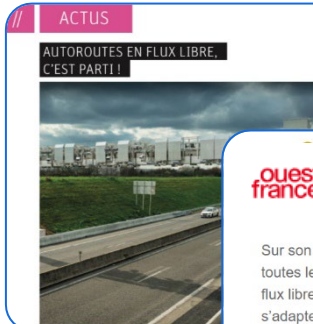 // ACTUS
AUTOROUTES EN FLUX LIBRE,
C'EST PARTI !
ouest
france
Sur son
toutes le
flux libre
s'adapte